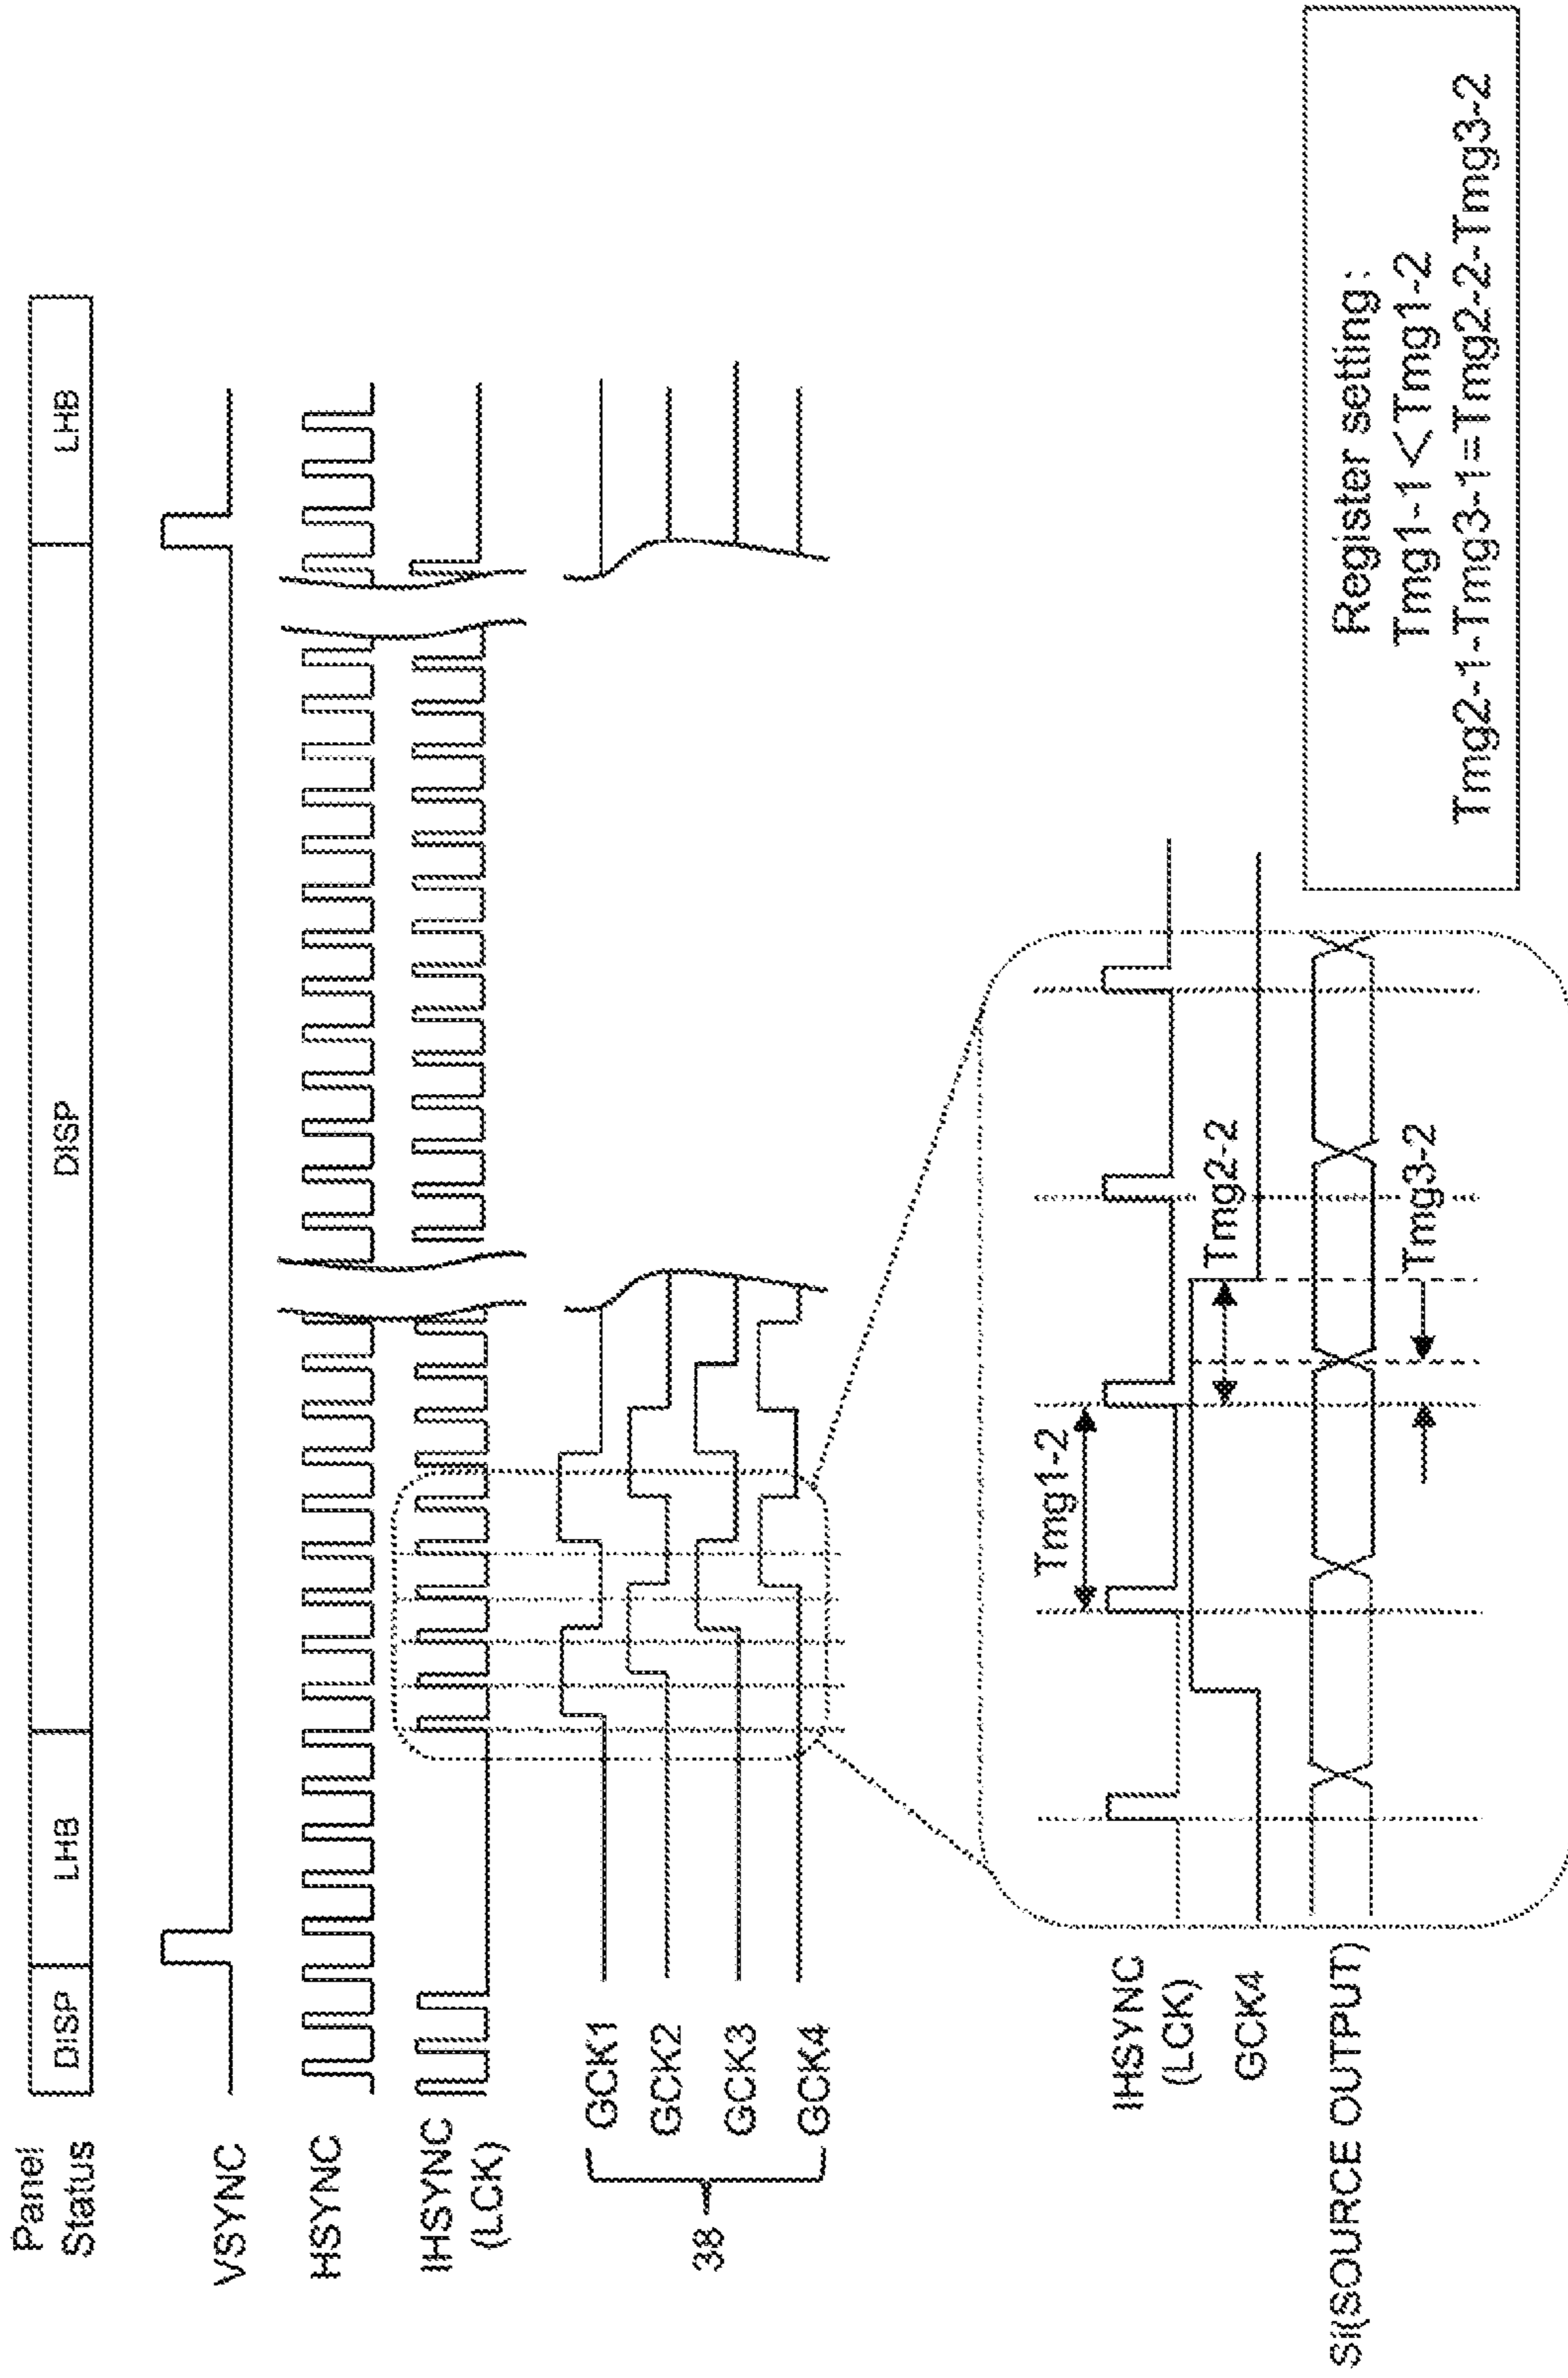 Panel
Status
DISP
LHB
DISP
LHB
VSYNC
HSYNC
IHSYNC
(LCK)
38
GCK1
GCK2
GCK3
GCK4
IHSYNC
(LCK)
GCK4
Si(SOURCE OUTPUT)
Tmg1-2
Tmg2-2
Tmg3-2
Register setting:
Tmg1-1<Tmg1-2
Tmg2-1-Tmg3-1=Tmg2-2-Tmg3-2